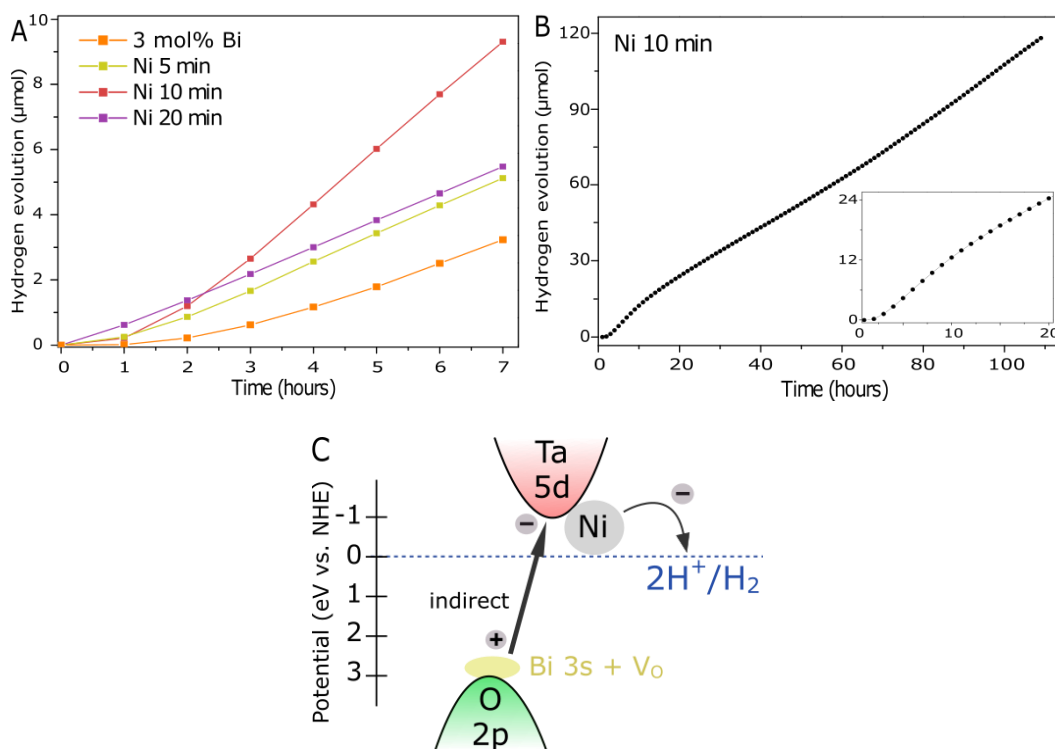 A
Hydrogen evolution (μmol)
10
8
6
4
2
0
3 mol% Bi
Ni 5 min
Ni 10 min
Ni 20 min
0 1 2 3 4 5 6 7
Time (hours)
B
Hydrogen evolution (μmol)
120
90
60
30
0
Ni 10 min
24
12
0
0 10 20
0 20 40 60 80 100
Time (hours)
C
Potential (eV vs. NHE)
-1
0
1
2
3
Ta
5d
Ni
−
−
2H⁺/H₂
indirect
+
Bi 3s + V₀
O
2p